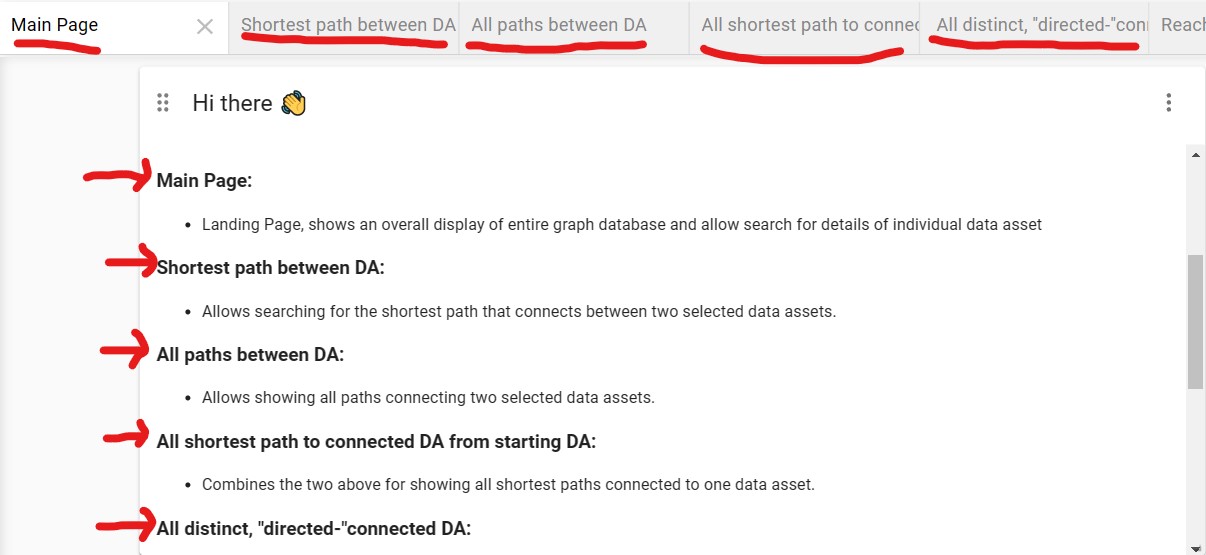 Main Page
Shortest path between DA
All paths between DA
All shortest path to connec
All distinct, "directed-"con
Reach
Hi there 👋
Main Page:
• Landing Page, shows an overall display of entire graph database and allow search for details of individual data asset
Shortest path between DA:
• Allows searching for the shortest path that connects between two selected data assets.
All paths between DA:
• Allows showing all paths connecting two selected data assets.
All shortest path to connected DA from starting DA:
• Combines the two above for showing all shortest paths connected to one data asset.
All distinct, "directed-"connected DA: